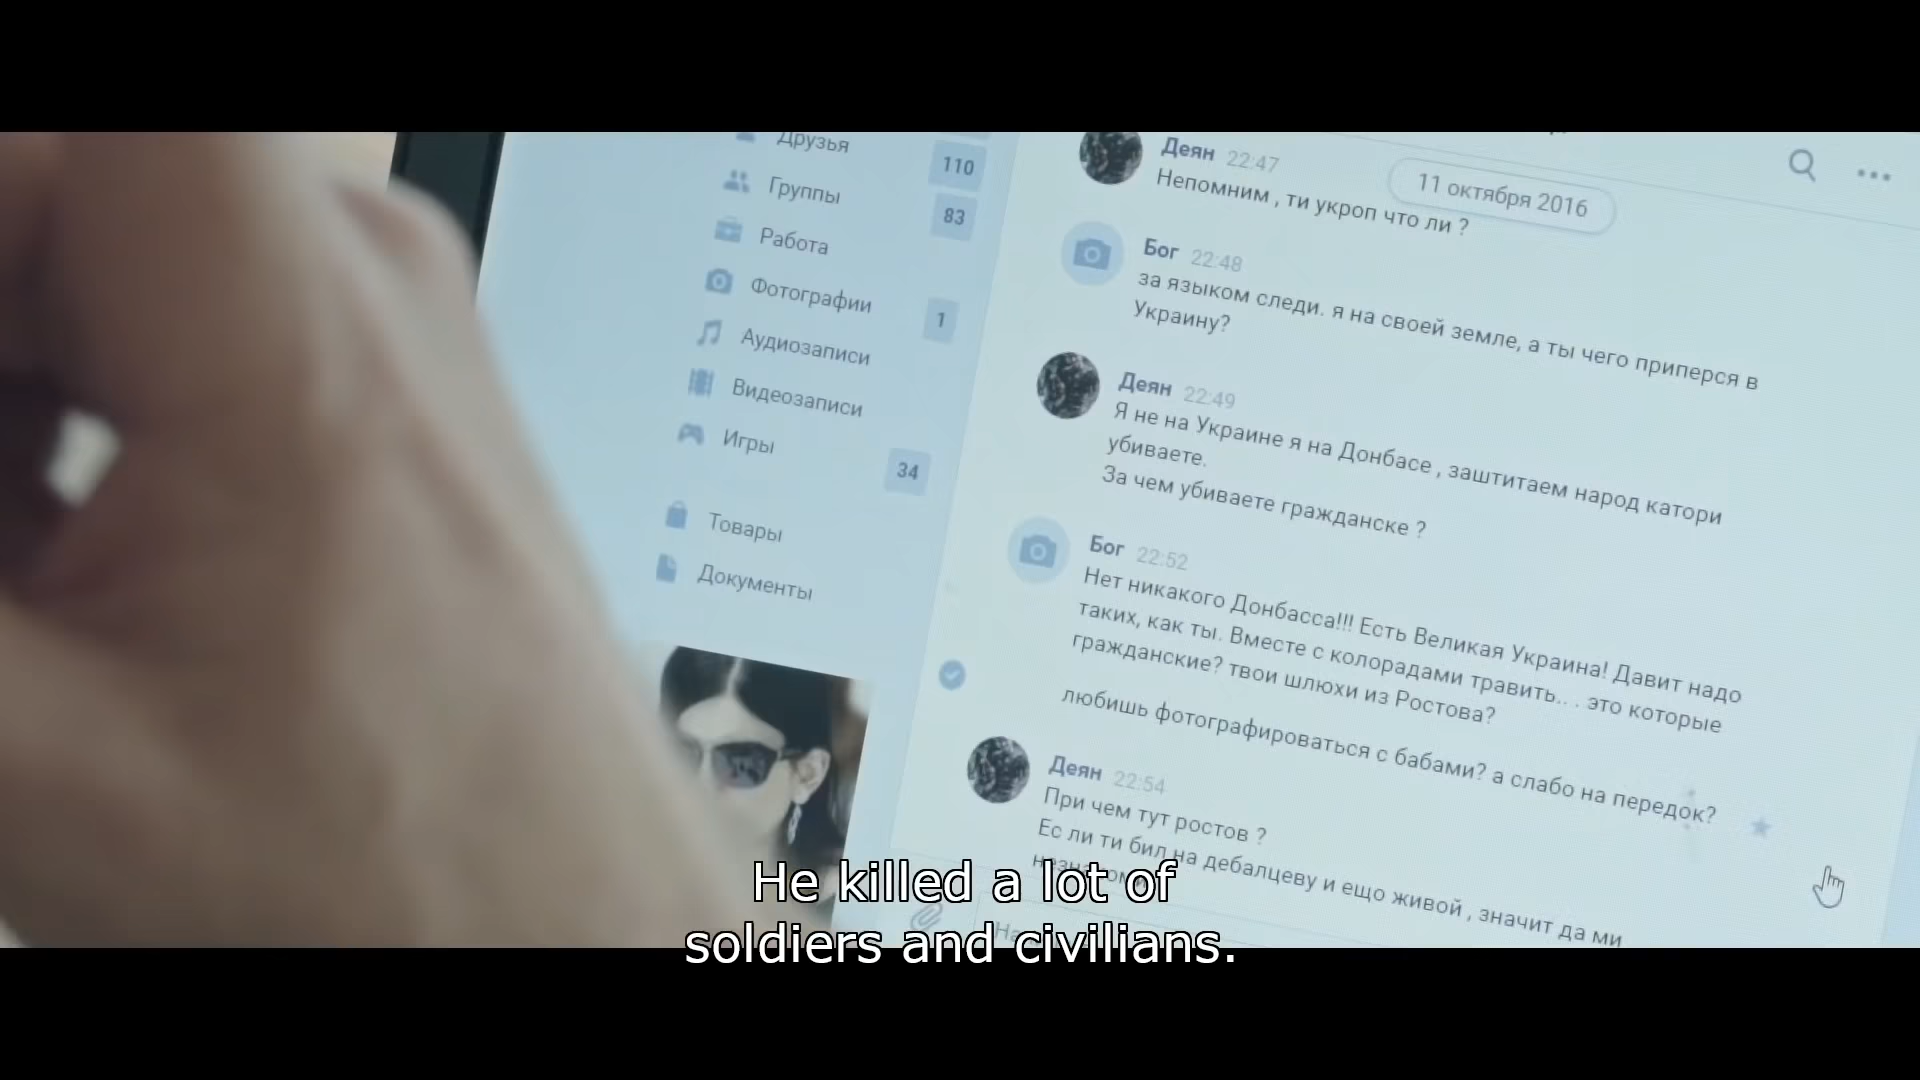 Друзья
110
Группы
83
Работа
Фотографии
1
Аудиозаписи
Видеозаписи
Игры
34
Товары
Документы
11 октября 2016
Деян 22:47
Непомним , ти укроп что ли ?
Бог 22:48
за языком следи. я на своей земле, а ты чего приперся в
Украину?
Деян 22:49
Я не на Украине я на Донбасе , заштитаем народ катори
убиваете.
За чем убиваете гражданске ?
Бог 22:52
Нет никакого Донбасса!!! Есть Великая Украина! Давит надо
таких, как ты. Вместе с колорадами травить.. . это которые
гражданские? твои шлюхи из Ростова?
любишь фотографироваться с бабами? а слабо на передок?
Деян 22:54
При чем тут ростов ?
Ес ли ти бил на дебалцеву и ещо живой , значит да ми
He killed a lot of
soldiers and civilians.